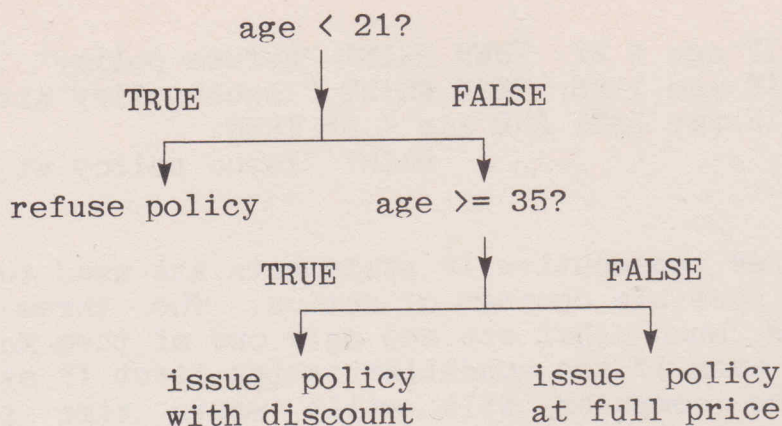 age < 21?
TRUE FALSE
refuse policy age >= 35?
TRUE FALSE
issue policy issue policy
with discount at full price